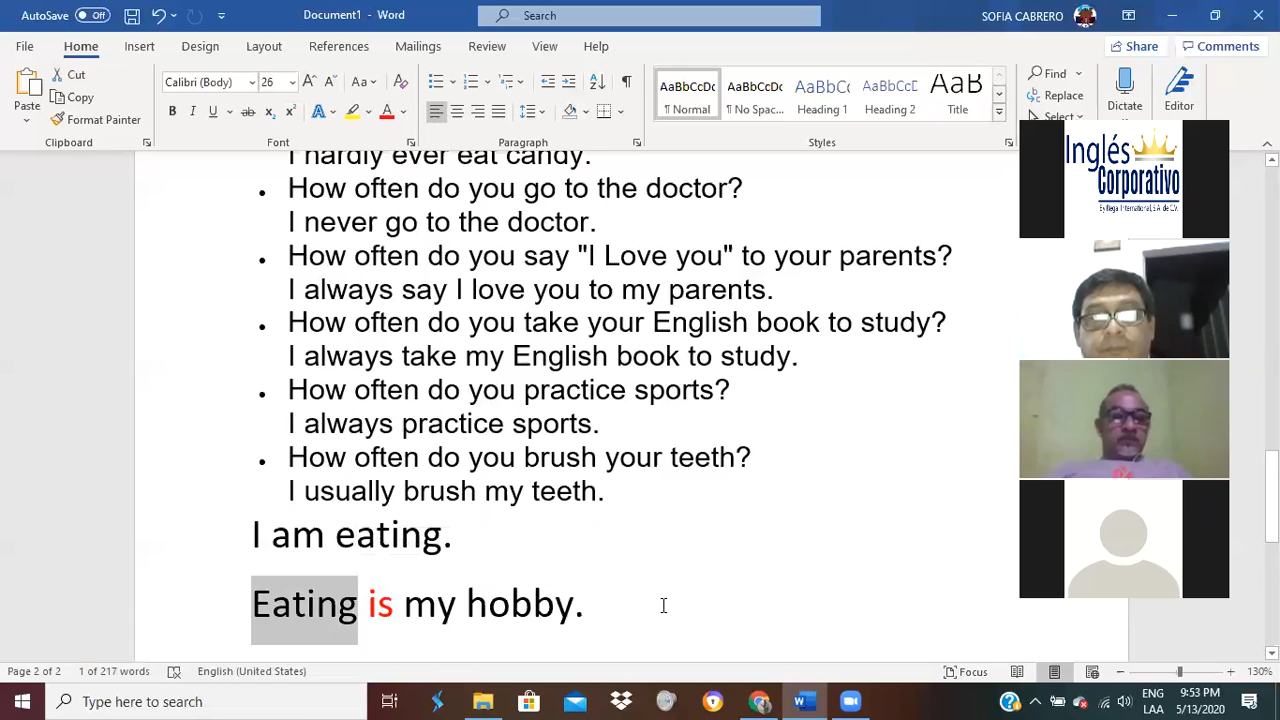 AutoSave Off Document1 - Word Search SOFIA CABRERO
File Home Insert Design Layout References Mailings Review View Help Share Comments
Paste Cut Copy Format Painter
Calibri (Body) 26
AaBbCcDc AaBbCcDc AaBbCc AaBbCcD AaB
¶ Normal ¶ No Spac... Heading 1 Heading 2 Title
Find Replace Select Dictate Editor
Clipboard Font Paragraph Styles
I hardly ever eat candy.
• How often do you go to the doctor?
I never go to the doctor.
• How often do you say "I Love you" to your parents?
I always say I love you to my parents.
• How often do you take your English book to study?
I always take my English book to study.
• How often do you practice sports?
I always practice sports.
• How often do you brush your teeth?
I usually brush my teeth.
I am eating.
Eating is my hobby.
Inglés
Corporativo
By Rega International, S.A. de C.V.
Page 2 of 2 1 of 217 words English (United States) Focus 130%
Type here to search
ENG 9:53 PM
LAA 5/13/2020